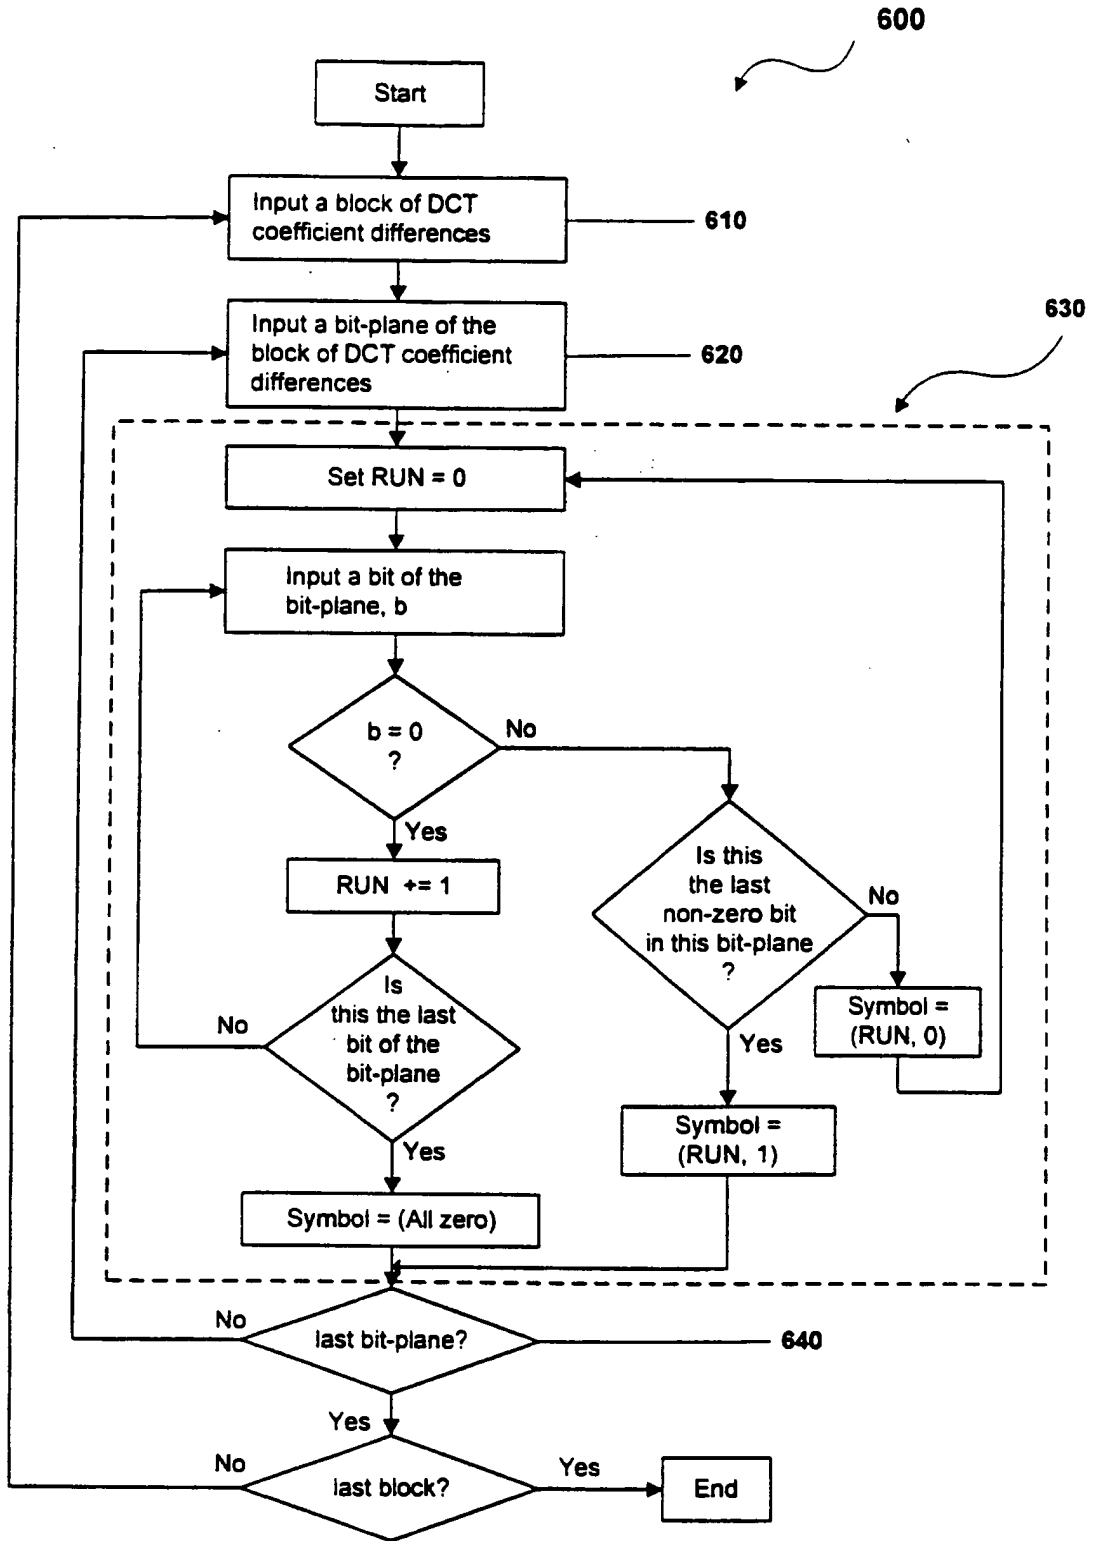 600
Start
Input a block of DCT
coefficient differences
610
Input a bit-plane of the
block of DCT coefficient
differences
620
630
Set RUN = 0
Input a bit of the
bit-plane, b
b = 0
?
No
Yes
RUN += 1
Is this
the last
non-zero bit
in this bit-plane
?
No
Symbol =
(RUN, 0)
Yes
Symbol =
(RUN, 1)
Is
this the last
bit of the
bit-plane
?
No
Yes
Symbol = (All zero)
No
last bit-plane?
640
Yes
No
last block?
Yes
End